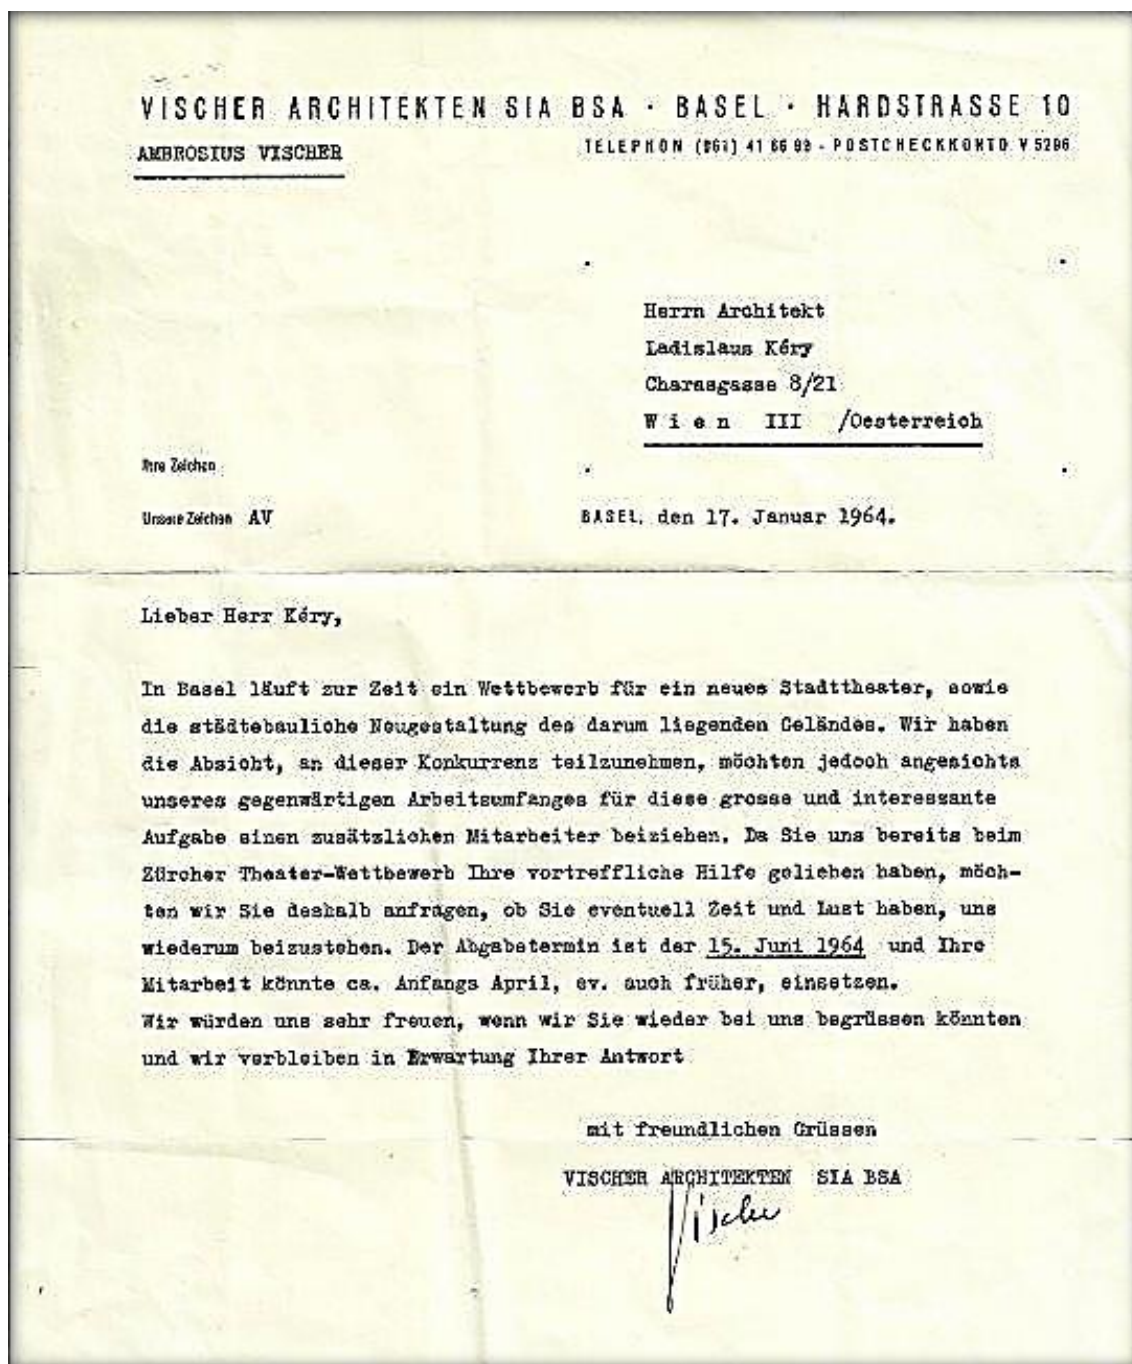 VISCHER ARCHITEKTEN SIA BSA · BASEL · HARDSTRASSE 10
AMBROSIUS VISCHER
TELEPHON (061) 41 66 99 - POSTCHECKKONTO V 5296
Herrn Architekt
Ladislaus Kéry
Charasgasse 8/21
W i e n III /Oesterreich
Ihre Zeichen
Unsere Zeichen AV
BASEL, den 17. Januar 1964.
Lieber Herr Kéry,
In Basel läuft zur Zeit ein Wettbewerb für ein neues Stadttheater, sowie
die städtebauliche Neugestaltung des darum liegenden Geländes. Wir haben
die Absicht, an dieser Konkurrenz teilzunehmen, möchten jedoch angesichts
unseres gegenwärtigen Arbeitsumfanges für diese grosse und interessante
Aufgabe einen zusätzlichen Mitarbeiter beiziehen. Da Sie uns bereits beim
Zürcher Theater-Wettbewerb Ihre vortreffliche Hilfe geliehen haben, möch-
ten wir Sie deshalb anfragen, ob Sie eventuell Zeit und Lust haben, uns
wiederum beizustehen. Der Abgabetermin ist der 15. Juni 1964 und Ihre
Mitarbeit könnte ca. Anfangs April, ev. auch früher, einsetzen.
Wir würden uns sehr freuen, wenn wir Sie wieder bei uns begrüssen könnten
und wir verbleiben in Erwartung Ihrer Antwort
mit freundlichen Grüssen
VISCHER ARCHITEKTEN SIA BSA
Vischer